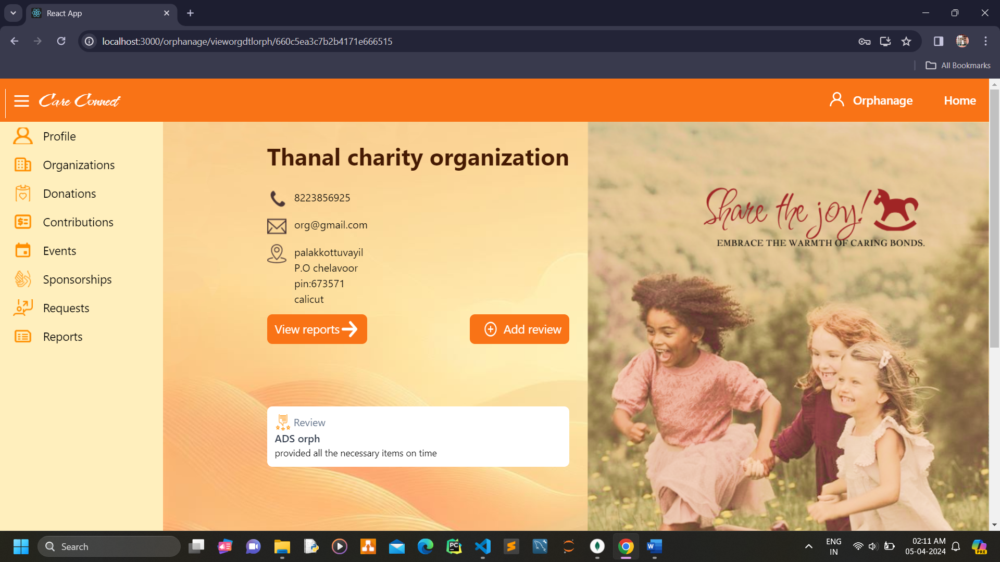 React App
localhost:3000/orphanage/vieworgdtlorph/660c5ea3c7b2b4171e666515
All Bookmarks
Care Connect
Orphanage
Home
Profile
Organizations
Donations
Contributions
Events
Sponsorships
Requests
Reports
Thanal charity organization
8223856925
org@gmail.com
palakkottuvayil
P.O chelavoor
pin:673571
calicut
View reports
Add review
Review
ADS orph
provided all the necessary items on time
Share the joy!
EMBRACE THE WARMTH OF CARING BONDS.
Search
ENG
IN
02:11 AM
05-04-2024
PC
W
PRE